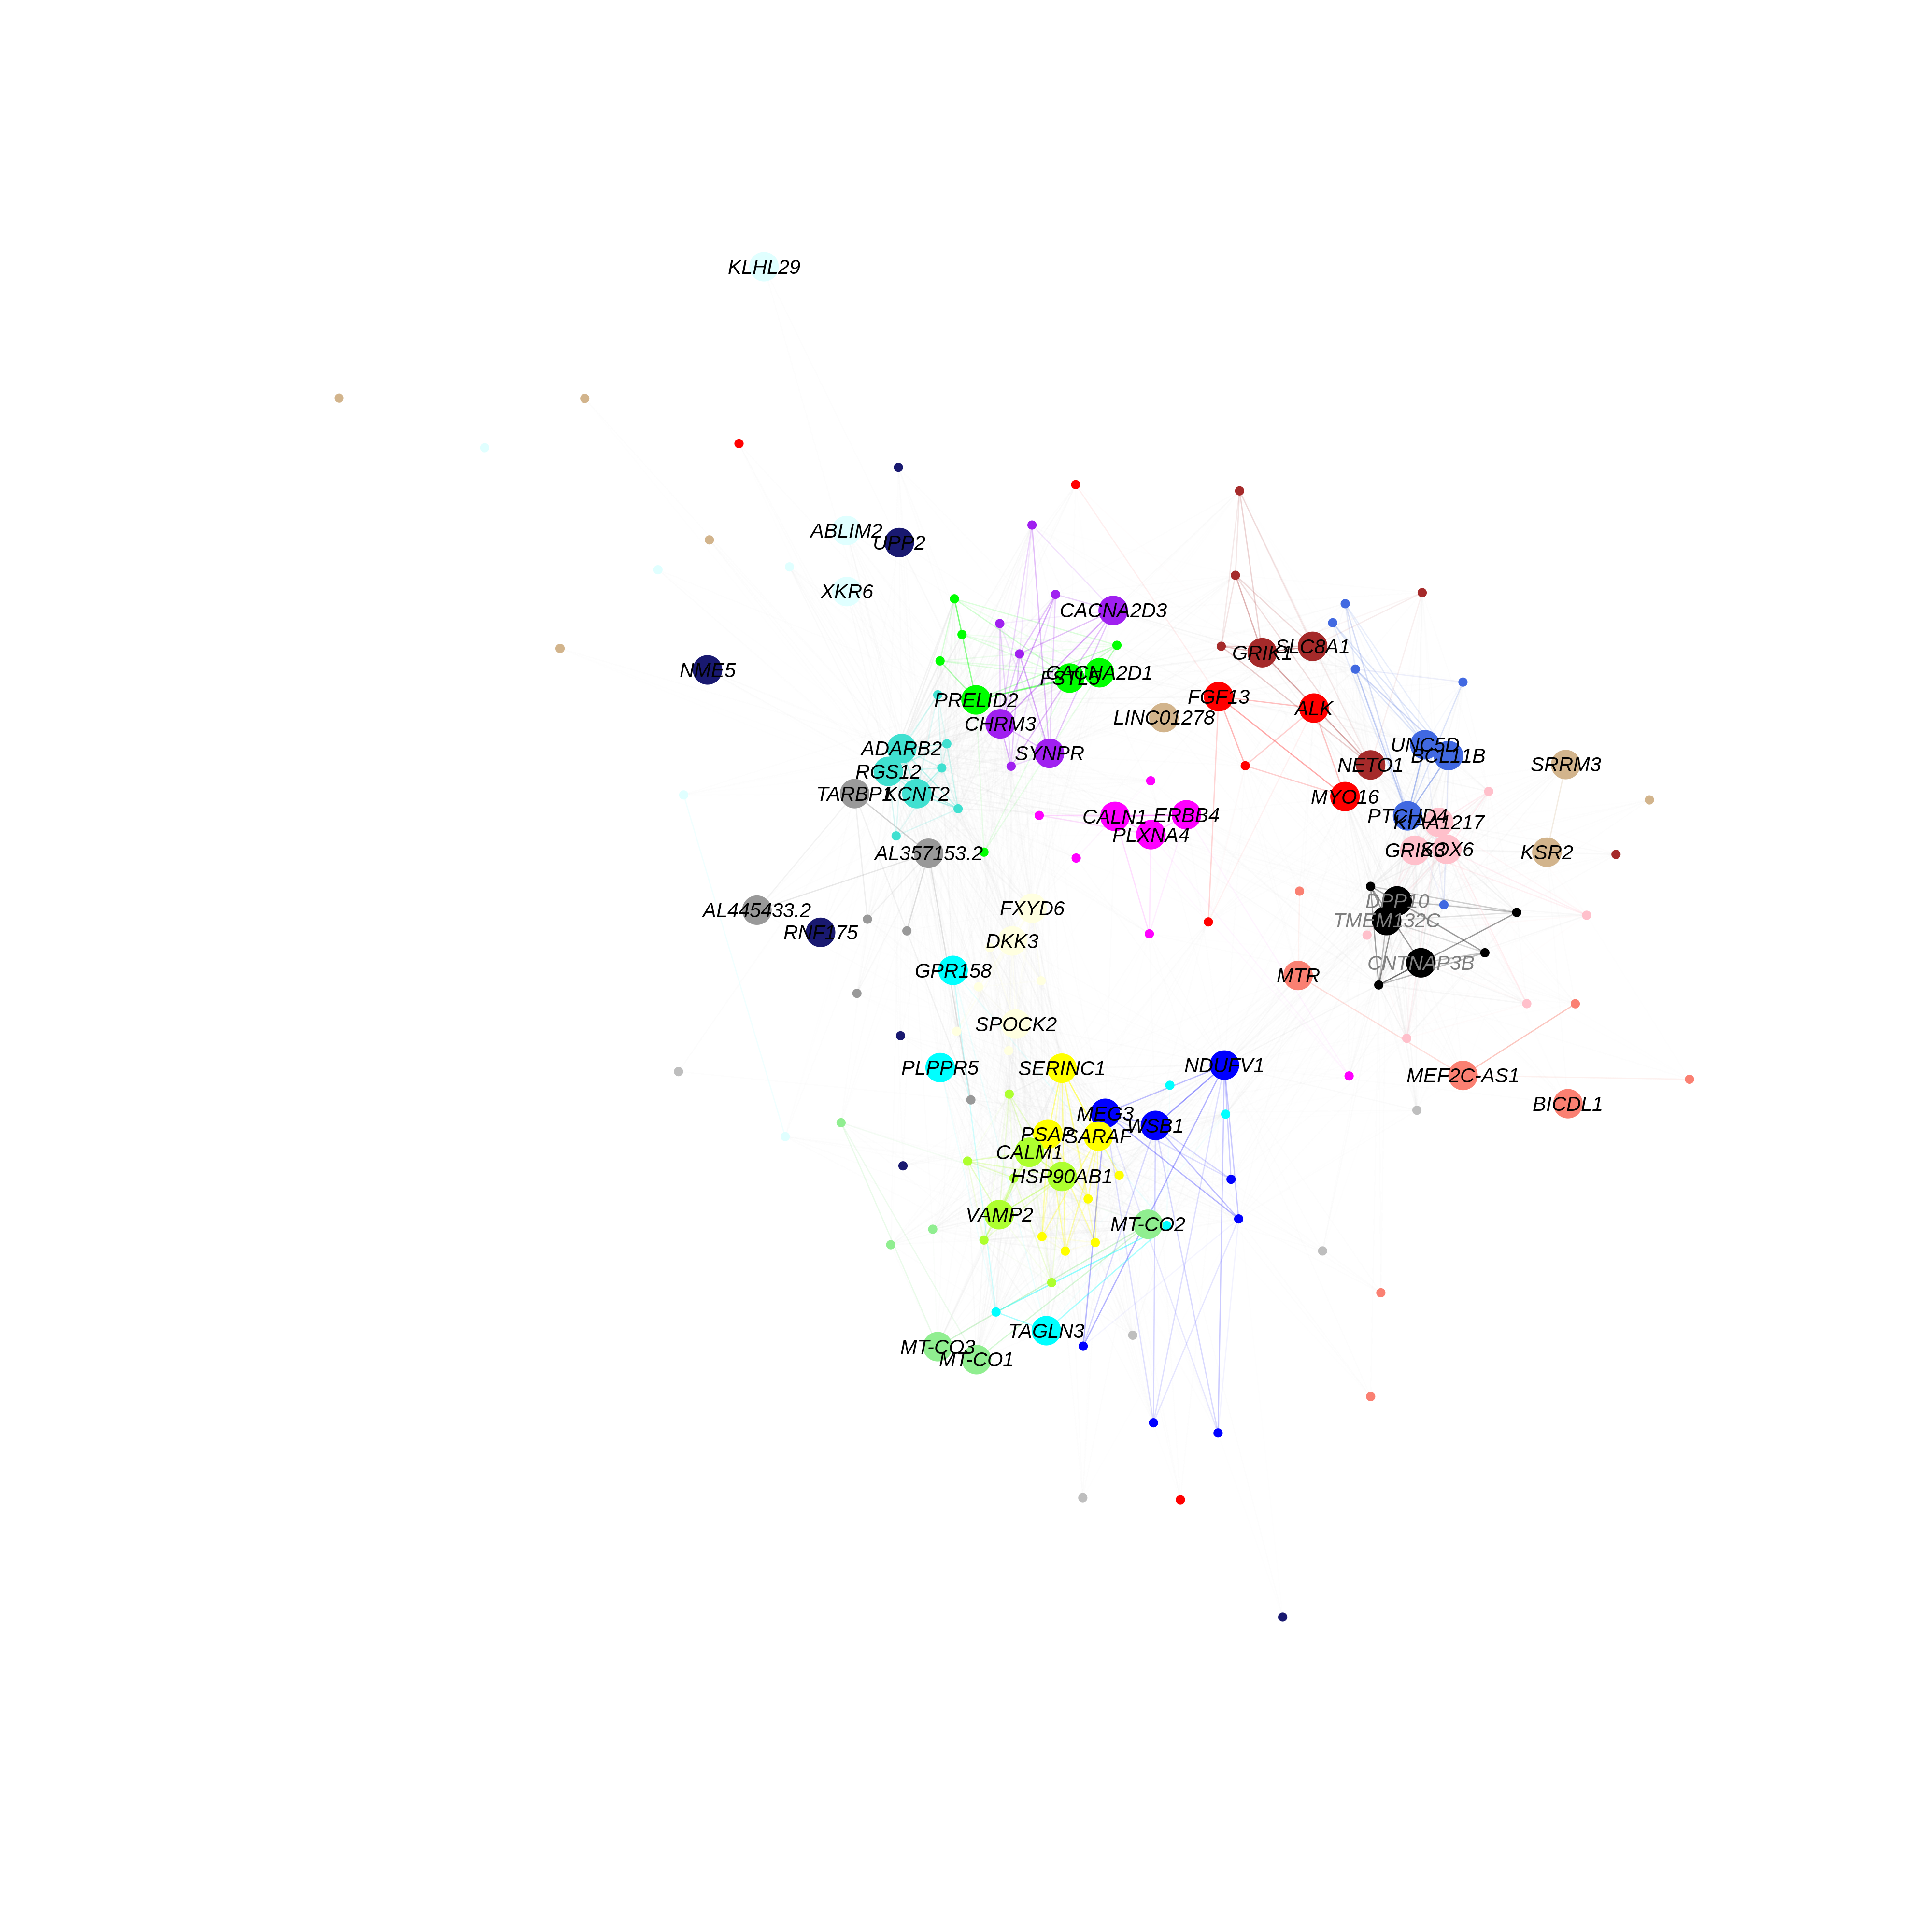 KLHL29
ABLIM2
UPP2
XKR6
CACNA2D3
SLC8A1
GRIK1
NME5
CACNA2D1
FSTL5
PRELID2
FGF13
ALK
LINC01278
CHRM3
ADARB2
SYNPR
UNC5D
BCL11B
NETO1
SRRM3
RGS12
TARBP1
KCNT2
MYO16
CALN1
ERBB4
PTCHD4
KIAA1217
PLXNA4
AL357153.2
GRIK3
SOX6
KSR2
DPP10
AL445433.2
FXYD6
TMEM132C
RNF175
DKK3
CNTNAP3B
GPR158
MTR
SPOCK2
PLPPR5
SERINC1
NDUFV1
MEF2C-AS1
BICDL1
MEG3
WSB1
PSAP
SARAF
CALM1
HSP90AB1
VAMP2
MT-CO2
TAGLN3
MT-CO3
MT-CO1